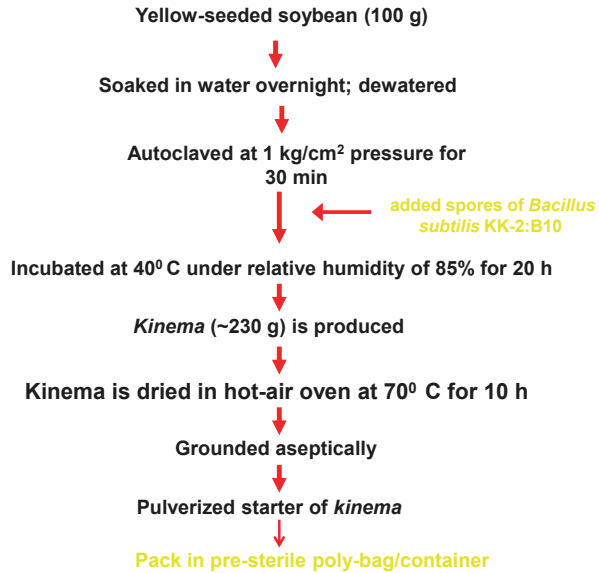 Yellow-seeded soybean (100 g)
Soaked in water overnight; dewatered
Autoclaved at 1 kg/cm² pressure for
30 min
added spores of Bacillus
subtilis KK-2:B10
Incubated at 40⁰ C under relative humidity of 85% for 20 h
Kinema (~230 g) is produced
Kinema is dried in hot-air oven at 70⁰ C for 10 h
Grounded aseptically
Pulverized starter of kinema
Pack in pre-sterile poly-bag/container